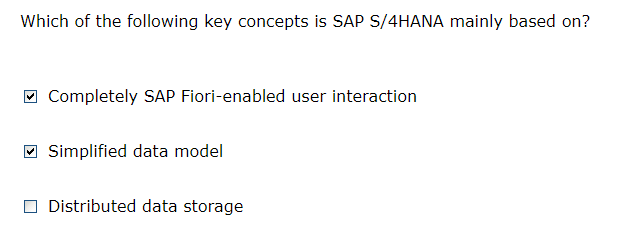 Which of the following key concepts is SAP S/4HANA mainly based on?
Completely SAP Fiori-enabled user interaction
Simplified data model
Distributed data storage